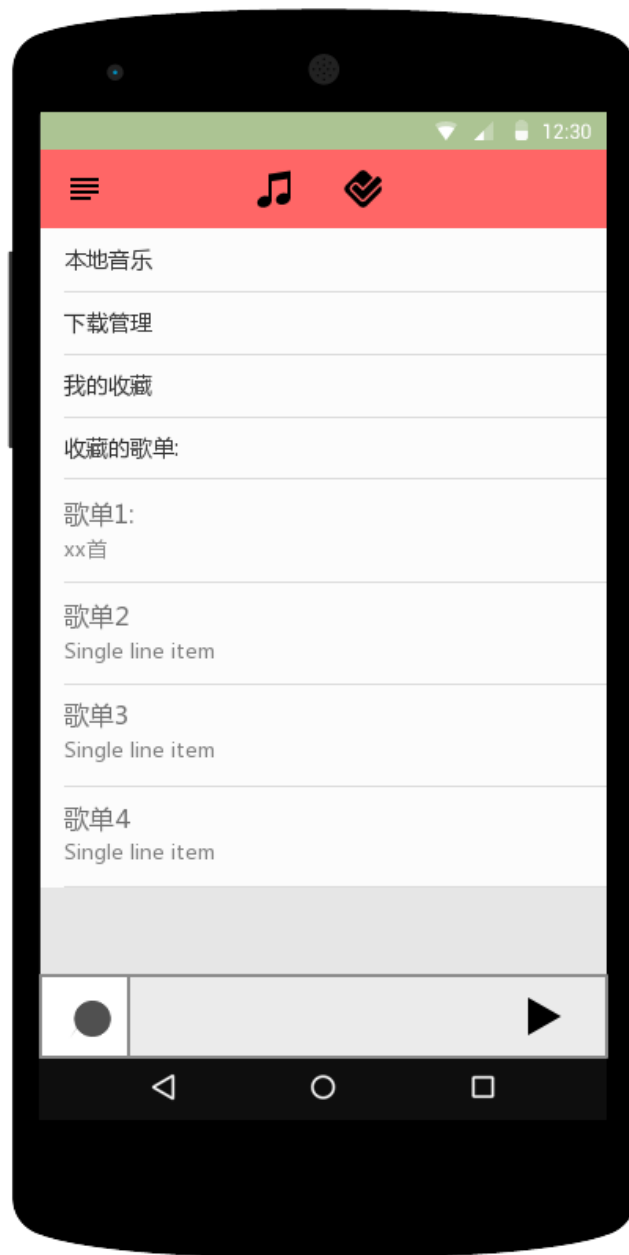 12:30
本地音乐
下载管理
我的收藏
收藏的歌单:
歌单1:
xx首
歌单2
Single line item
歌单3
Single line item
歌单4
Single line item